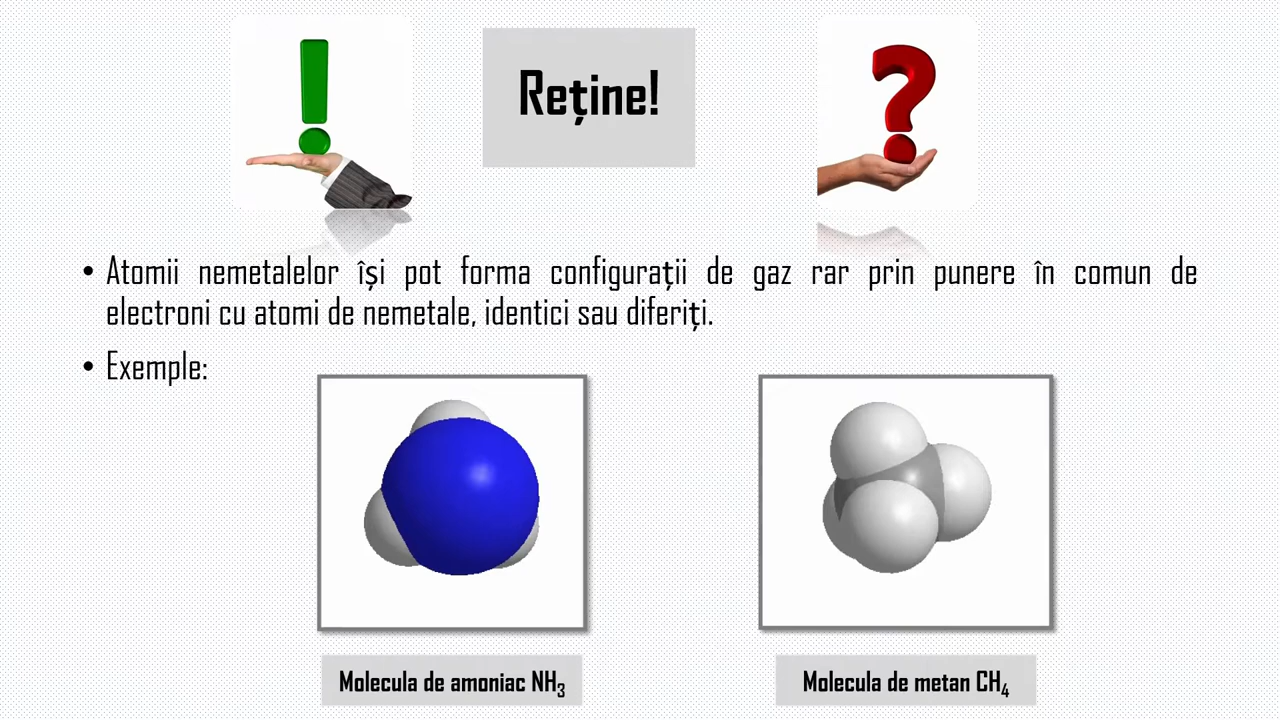 Reține!
• Atomii nemetalelor își pot forma configurații de gaz rar prin punere în comun de
electroni cu atomi de nemetale, identici sau diferiți.
• Exemple:
Molecula de amoniac NH₃
Molecula de metan CH₄